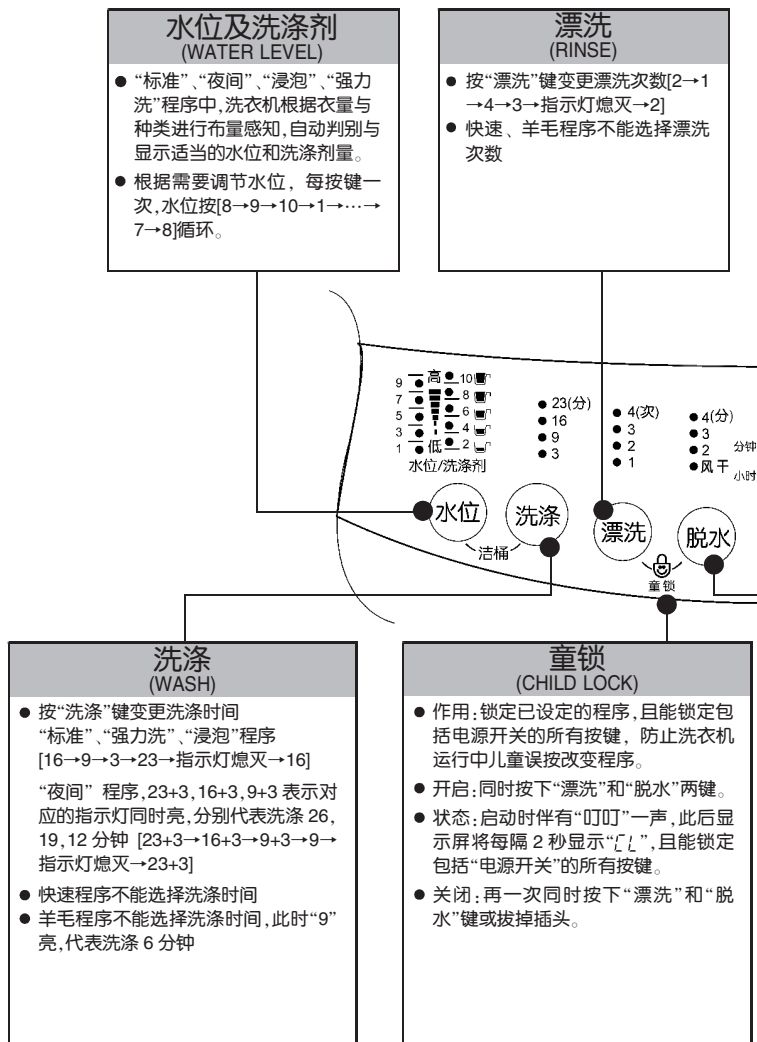 水位及洗涤剂
(WATER LEVEL)
● “标准”、“夜间”、“浸泡”、“强力
洗”程序中,洗衣机根据衣量与
种类进行布量感知,自动判别与
显示适当的水位和洗涤剂量。
● 根据需要调节水位，每按键一
次,水位按[8→9→10→1→…→
7→8]循环。
漂洗
(RINSE)
● 按“漂洗”键变更漂洗次数[2→1
→4→3→指示灯熄灭→2]
● 快速、羊毛程序不能选择漂洗
次数
9 高 10
7 8
5 6
3 4
1 低 2
水位/洗涤剂
23(分)
16
9
3
4(次)
3
2
1
4(分)
3
2
风干
分钟
小时
水位
洗涤
漂洗
脱水
洁桶
童锁
洗涤
(WASH)
● 按“洗涤”键变更洗涤时间
“标准”、“强力洗”、“浸泡”程序
[16→9→3→23→指示灯熄灭→16]
“夜间”程序,23+3,16+3,9+3 表示对
应的指示灯同时亮,分别代表洗涤 26,
19,12 分钟 [23+3→16+3→9+3→9→
指示灯熄灭→23+3]
● 快速程序不能选择洗涤时间
● 羊毛程序不能选择洗涤时间,此时“9”
亮,代表洗涤 6 分钟
童锁
(CHILD LOCK)
● 作用:锁定已设定的程序,且能锁定包
括电源开关的所有按键，防止洗衣机
运行中儿童误按改变程序。
● 开启:同时按下“漂洗”和“脱水”两键。
● 状态:启动时伴有“叮叮”一声,此后显
示屏将每隔 2 秒显示“CL”,且能锁定
包括“电源开关”的所有按键。
● 关闭:再一次同时按下“漂洗”和“脱
水”键或拔掉插头。